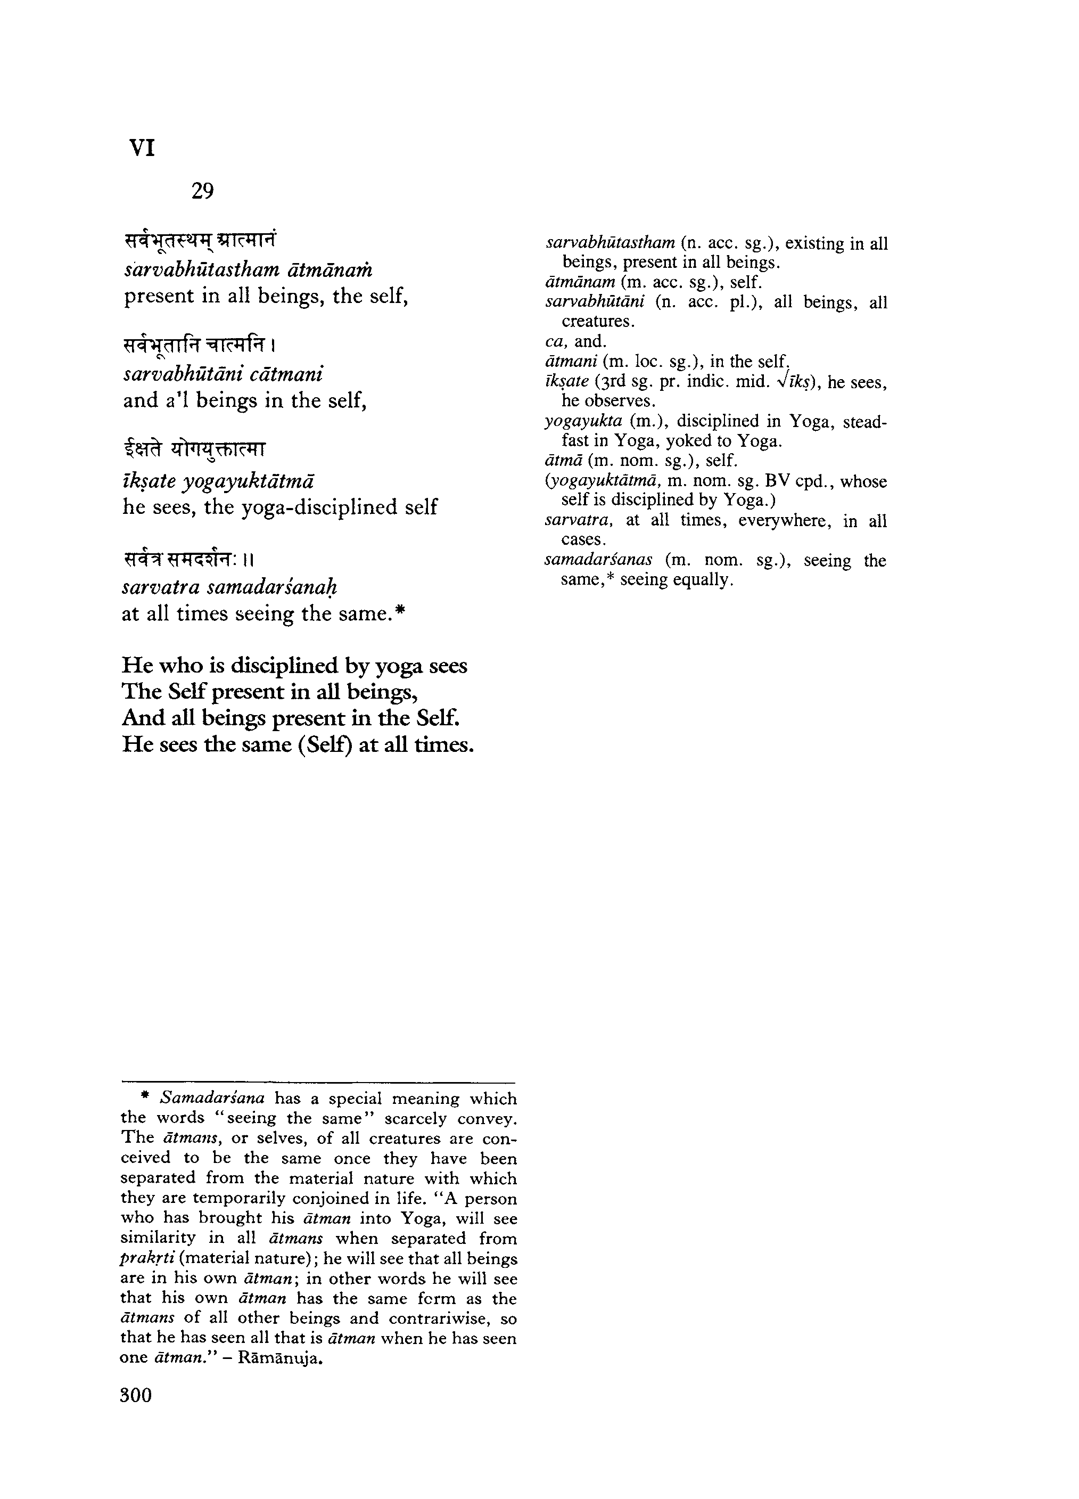 VI
29
सर्वभूतस्थम् आत्मानं
sarvabhūtastham ātmānaṁ
present in all beings, the self,
सर्वभूतानि चात्मनि ।
sarvabhūtāni cātmani
and a'l beings in the self,
ईक्षते योगयुक्तात्मा
īkṣate yogayuktātmā
he sees, the yoga-disciplined self
सर्वत्र समदर्शनः ।।
sarvatra samadarśanaḥ
at all times seeing the same.*
He who is disciplined by yoga sees
The Self present in all beings,
And all beings present in the Self.
He sees the same (Self) at all times.
sarvabhūtastham (n. acc. sg.), existing in all
beings, present in all beings.
ātmānam (m. acc. sg.), self.
sarvabhūtāni (n. acc. pl.), all beings, all
creatures.
ca, and.
ātmani (m. loc. sg.), in the self.
īkṣate (3rd sg. pr. indic. mid. √īkṣ), he sees,
he observes.
yogayukta (m.), disciplined in Yoga, stead-
fast in Yoga, yoked to Yoga.
ātmā (m. nom. sg.), self.
(yogayuktātmā, m. nom. sg. BV cpd., whose
self is disciplined by Yoga.)
sarvatra, at all times, everywhere, in all
cases.
samadarśanas (m. nom. sg.), seeing the
same,* seeing equally.
* Samadarśana has a special meaning which
the words "seeing the same" scarcely convey.
The ātmans, or selves, of all creatures are con-
ceived to be the same once they have been
separated from the material nature with which
they are temporarily conjoined in life. "A person
who has brought his ātman into Yoga, will see
similarity in all ātmans when separated from
prakṛti (material nature); he will see that all beings
are in his own ātman; in other words he will see
that his own ātman has the same form as the
ātmans of all other beings and contrariwise, so
that he has seen all that is ātman when he has seen
one ātman." – Rāmānuja.
300